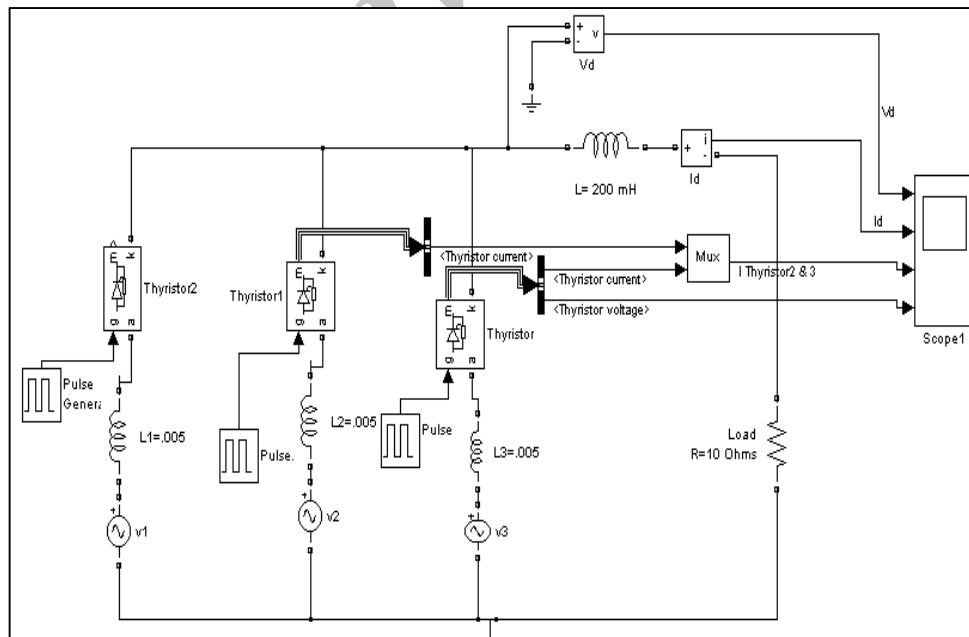 +
-
v
Vd
Vd
+
i
-
Id
L= 200 mH
Id
m
k
g
a
Thyristor2
<Thyristor current>
Mux
I Thyristor2 & 3
m
k
g
a
Thyristor1
<Thyristor current>
<Thyristor voltage>
m
k
g
a
Thyristor
Scope1
Pulse
Genera
L1=.005
Pulse.
L2=.005
Pulse
L3=.005
Load
R=10 Ohms
+
v1
+
v2
+
v3